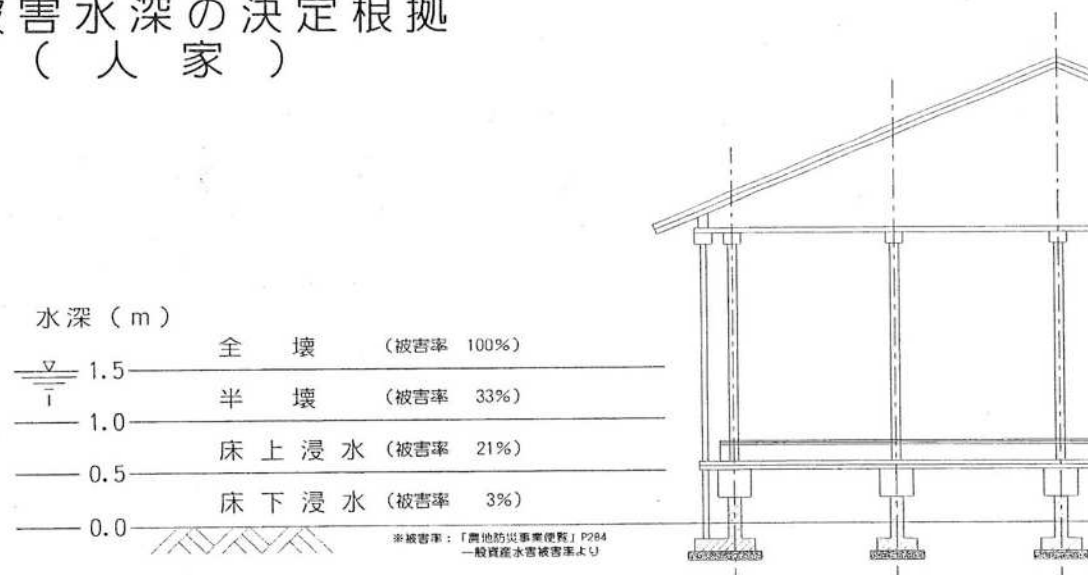 被害水深の決定根拠
(人家)
水深(m)
全壊 (被害率 100%)
1.5
半壊 (被害率 33%)
1.0
床上浸水 (被害率 21%)
0.5
床下浸水 (被害率 3%)
0.0
※被害率:「農地防災事業便覧」P284
一般資産水害被害率より